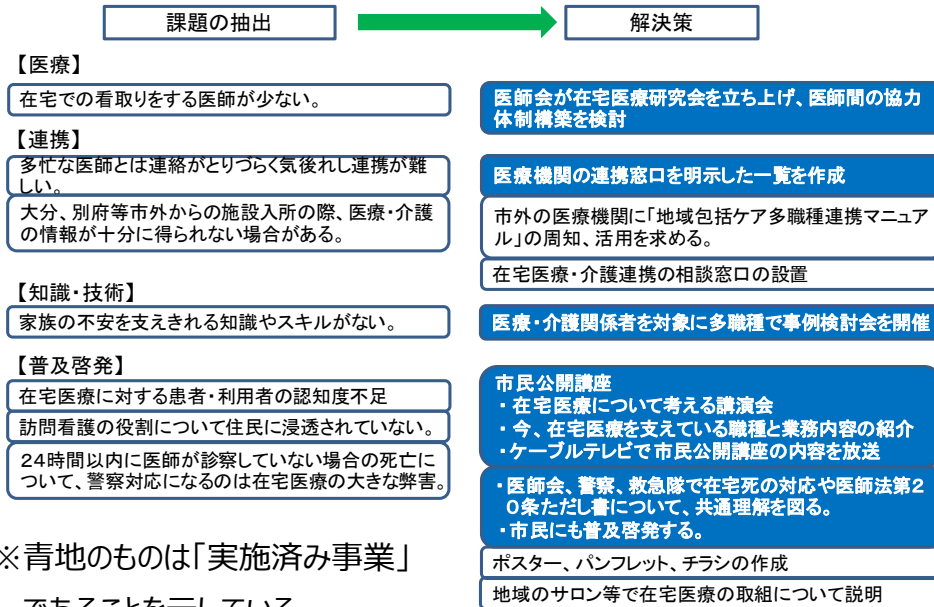 課題の抽出
解決策
【医療】
在宅での看取りをする医師が少ない。
医師会が在宅医療研究会を立ち上げ、医師間の協力
体制構築を検討
【連携】
多忙な医師とは連絡がとりづらく気後れし連携が難
しい。
医療機関の連携窓口を明示した一覧を作成
大分、別府等市外からの施設入所の際、医療・介護
の情報が十分に得られない場合がある。
市外の医療機関に「地域包括ケア多職種連携マニュア
ル」の周知、活用を求める。
在宅医療・介護連携の相談窓口の設置
【知識・技術】
家族の不安を支えきれる知識やスキルがない。
医療・介護関係者を対象に多職種で事例検討会を開催
【普及啓発】
在宅医療に対する患者・利用者の認知度不足
訪問看護の役割について住民に浸透されていない。
24時間以内に医師が診察していない場合の死亡に
ついて、警察対応になるのは在宅医療の大きな弊害。
市民公開講座
・在宅医療について考える講演会
・今、在宅医療を支えている職種と業務内容の紹介
・ケーブルテレビで市民公開講座の内容を放送
・医師会、警察、救急隊で在宅死の対応や医師法第2
0条ただし書について、共通理解を図る。
・市民にも普及啓発する。
ポスター、パンフレット、チラシの作成
地域のサロン等で在宅医療の取組について説明
※青地のものは「実施済み事業」
であることを示している